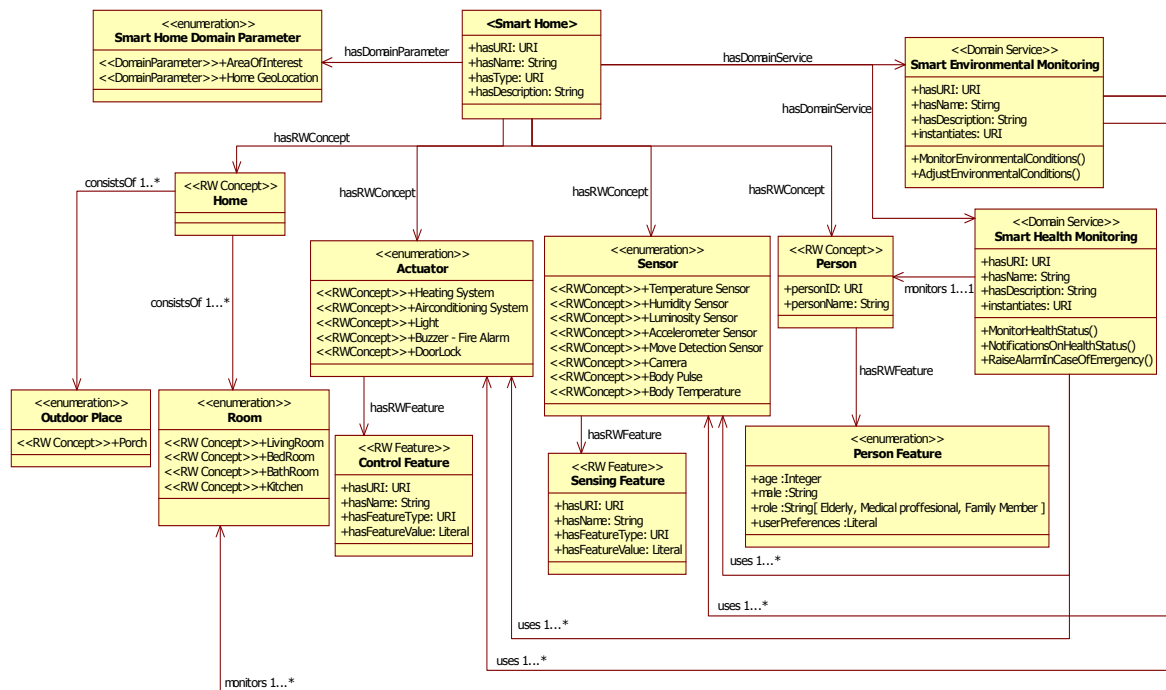 <<enumeration>>
Smart Home Domain Parameter
<<DomainParameter>>+AreaOfInterest
<<DomainParameter>>+Home GeoLocation
hasDomainParameter
<Smart Home>
+hasURI: URI
+hasName: String
+hasType: URI
+hasDescription: String
hasDomainService
hasDomainService
<<Domain Service>>
Smart Environmental Monitoring
+hasURI: URI
+hasName: Stirng
+hasDescription: String
+instantiates: URI
+MonitorEnvironmentalConditions()
+AdjustEnvironmentalConditions()
hasRWConcept
consistsOf 1..*
<<RW Concept>>
Home
hasRWConcept
hasRWConcept
hasRWConcept
<<Domain Service>>
Smart Health Monitoring
+hasURI: URI
+hasName: String
+hasDescription: String
+instantiates: URI
+MonitorHealthStatus()
+NotificationsOnHealthStatus()
+RaiseAlarmInCaseOfEmergency()
<<enumeration>>
Actuator
<<RWConcept>>+Heating System
<<RWConcept>>+Airconditioning System
<<RWConcept>>+Light
<<RWConcept>>+Buzzer - Fire Alarm
<<RWConcept>>+DoorLock
<<enumeration>>
Sensor
<<RWConcept>>+Temperature Sensor
<<RWConcept>>+Humidity Sensor
<<RWConcept>>+Luminosity Sensor
<<RWConcept>>+Accelerometer Sensor
<<RWConcept>>+Move Detection Sensor
<<RWConcept>>+Camera
<<RWConcept>>+Body Pulse
<<RWConcept>>+Body Temperature
<<RW Concept>>
Person
+personID: URI
+personName: String
monitors 1...1
consistsOf 1...*
hasRWFeature
hasRWFeature
hasRWFeature
<<enumeration>>
Outdoor Place
<<RW Concept>>+Porch
<<enumeration>>
Room
<<RW Concept>>+LivingRoom
<<RW Concept>>+BedRoom
<<RW Concept>>+BathRoom
<<RW Concept>>+Kitchen
<<RW Feature>>
Control Feature
+hasURI: URI
+hasName: String
+hasFeatureType: URI
+hasFeatureValue: Literal
<<RW Feature>>
Sensing Feature
+hasURI: URI
+hasName: String
+hasFeatureType: URI
+hasFeatureValue: Literal
<<enumeration>>
Person Feature
+age :Integer
+male :String
+role :String[ Elderly, Medical proffesional, Family Member ]
+userPreferences :Literal
uses 1...*
uses 1...*
uses 1...*
uses 1...*
monitors 1...*